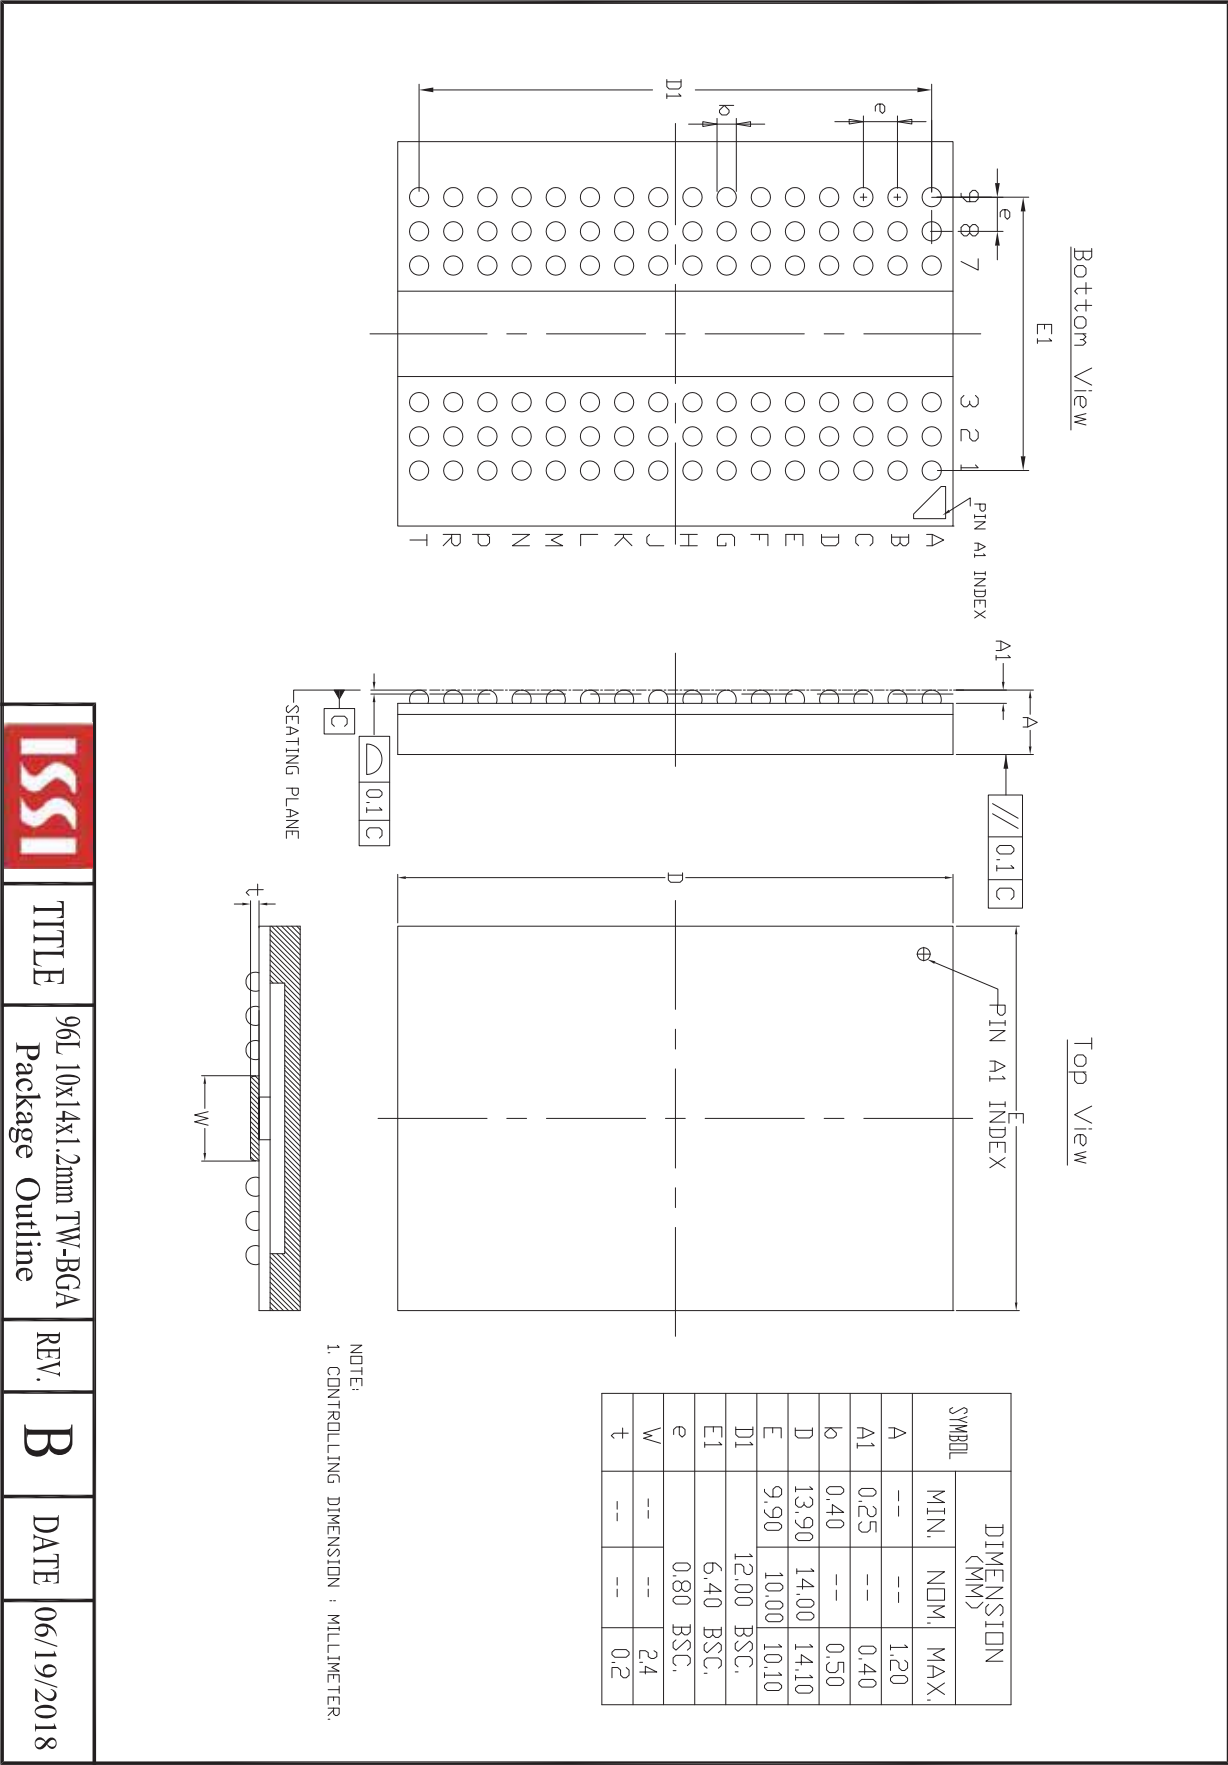 Bottom View
E1
e
9 8 7 3 2 1
D1
b
e
A
B
C
D
E
F
G
H
J
K
L
M
N
P
R
T
PIN A1 INDEX
A1
A
// 0.1 C
0.1 C
C
SEATING PLANE
Top View
E
PIN A1 INDEX
D
t
W
SYMBOL DIMENSION
(MM)
MIN. NOM. MAX.
A -- -- 1.20
A1 0.25 -- 0.40
b 0.40 -- 0.50
D 13.90 14.00 14.10
E 9.90 10.00 10.10
D1 12.00 BSC.
E1 6.40 BSC.
e 0.80 BSC.
W -- -- 2.4
t -- -- 0.2
NOTE:
1. CONTROLLING DIMENSION : MILLIMETER.
ISSI
TITLE
96L 10x14x1.2mm TW-BGA
Package Outline
REV.
B
DATE
06/19/2018